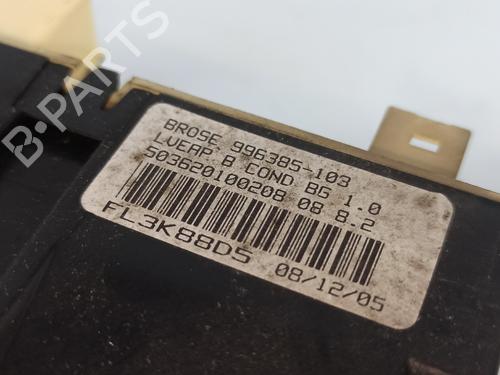 BROSE 996385-103
LVEAP B COND BG 1.0
503620100208 08 8.2
FL3K88D5
08/12/05
B-PARTS